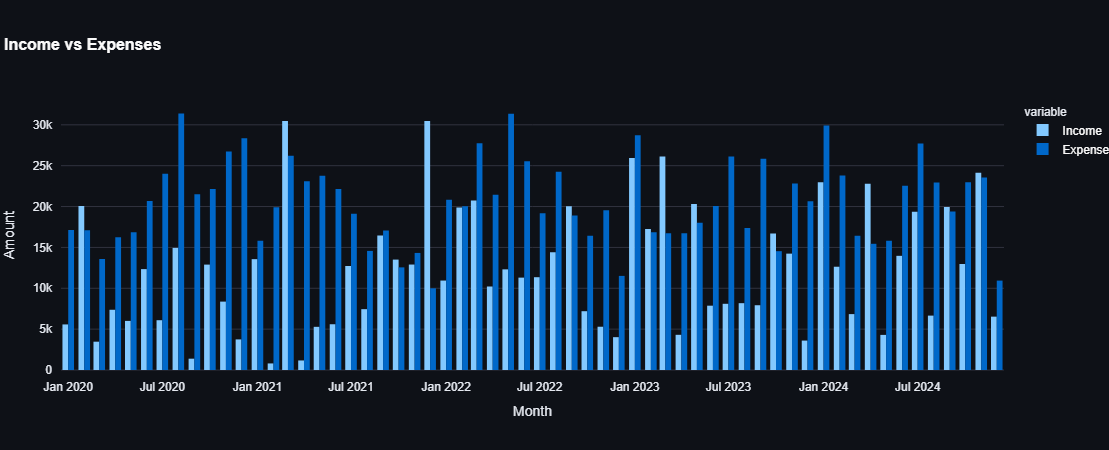 Income vs Expenses
variable
Income
Expense
30k
25k
20k
15k
10k
5k
0
Amount
Jan 2020 Jul 2020 Jan 2021 Jul 2021 Jan 2022 Jul 2022 Jan 2023 Jul 2023 Jan 2024 Jul 2024
Month